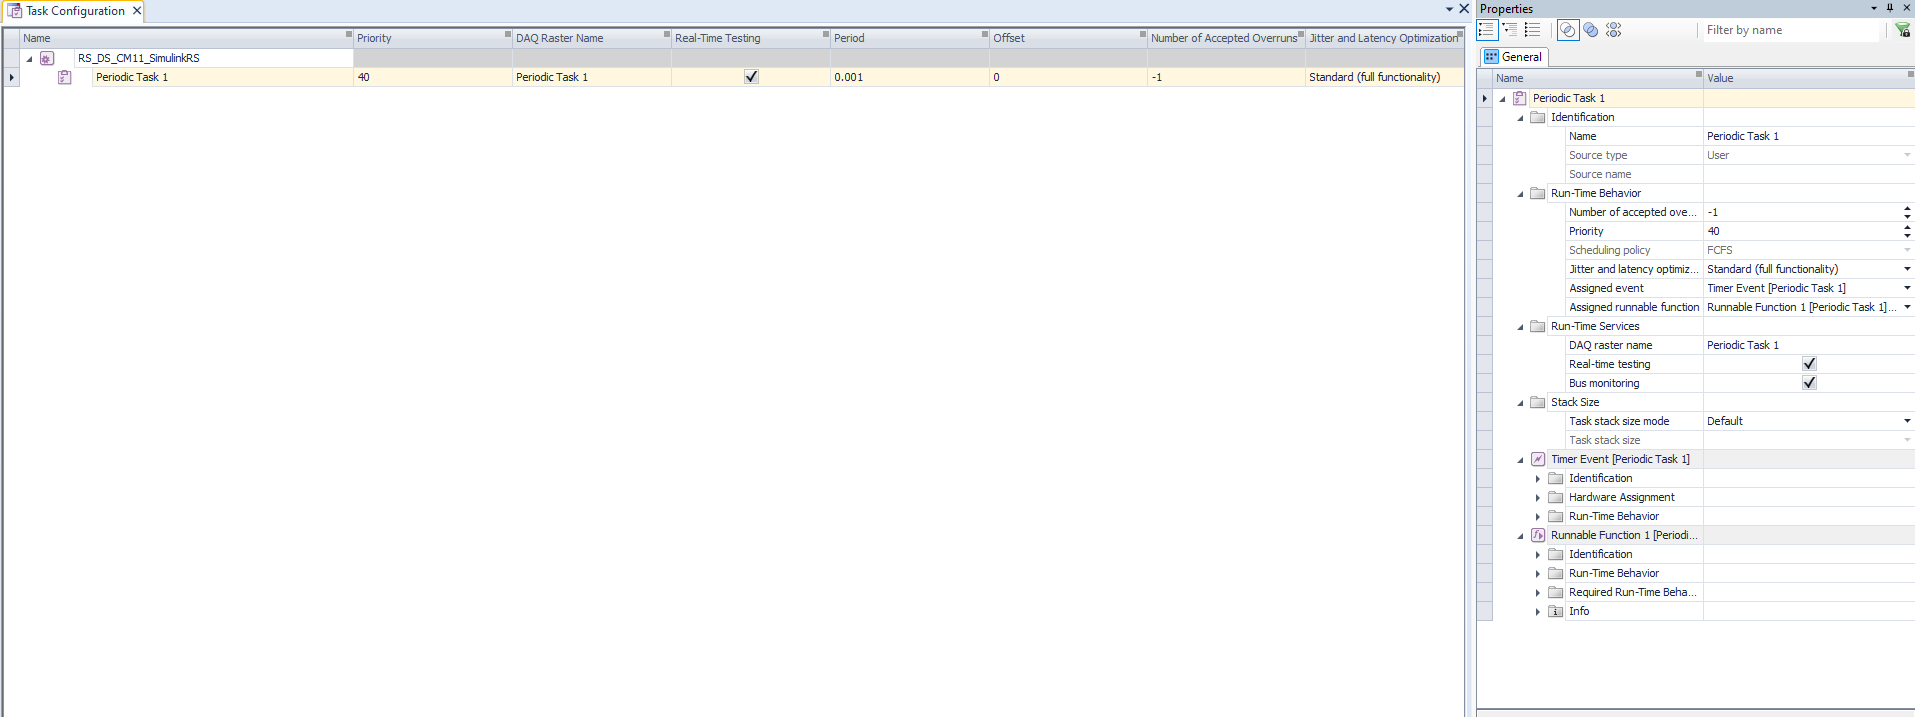 Task Configuration
Name Priority DAQ Raster Name Real-Time Testing Period Offset Number of Accepted Overruns Jitter and Latency Optimization
RS_DS_CM11_SimulinkRS
Periodic Task 1 40 Periodic Task 1 0.001 0 -1 Standard (full functionality)
Properties
Filter by name
General
Name Value
Periodic Task 1
Identification
Name Periodic Task 1
Source type User
Source name
Run-Time Behavior
Number of accepted ove... -1
Priority 40
Scheduling policy FCFS
Jitter and latency optimiz... Standard (full functionality)
Assigned event Timer Event [Periodic Task 1]
Assigned runnable function Runnable Function 1 [Periodic Task 1]...
Run-Time Services
DAQ raster name Periodic Task 1
Real-time testing
Bus monitoring
Stack Size
Task stack size mode Default
Task stack size
Timer Event [Periodic Task 1]
Identification
Hardware Assignment
Run-Time Behavior
Runnable Function 1 [Periodi...
Identification
Run-Time Behavior
Required Run-Time Beha...
Info